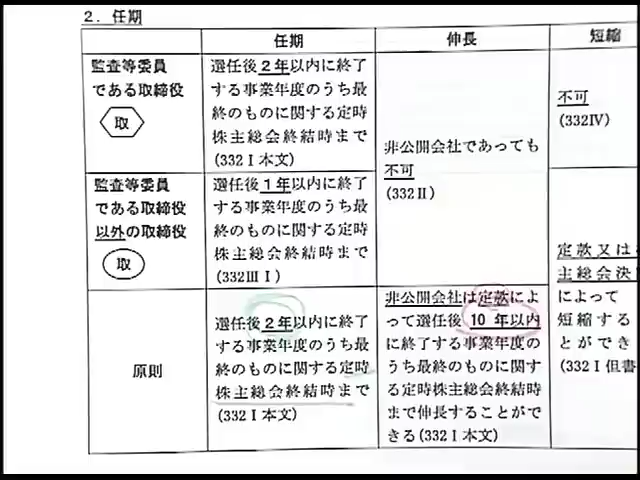 2．任期
任期
伸長
短縮
監査等委員
である取締役
取
選任後２年以内に終了
する事業年度のうち最
終のものに関する定時
株主総会終結時まで
(332Ⅰ本文)
非公開会社であっても
不可
(332Ⅱ)
不可
(332Ⅳ)
監査等委員
である取締役
以外の取締役
取
選任後１年以内に終了
する事業年度のうち最
終のものに関する定時
株主総会終結時まで
(332ⅢⅠ)
定款又は
主総会決
によって
短縮する
とができ
(332Ⅰ但書
原則
選任後２年以内に終了
する事業年度のうち最
終のものに関する定時
株主総会終結時まで
(332Ⅰ本文)
非公開会社は定款によ
って選任後 10 年以内
に終了する事業年度の
うち最終のものに関す
る定時株主総会終結時
まで伸長することがで
きる(332Ⅰ本文)